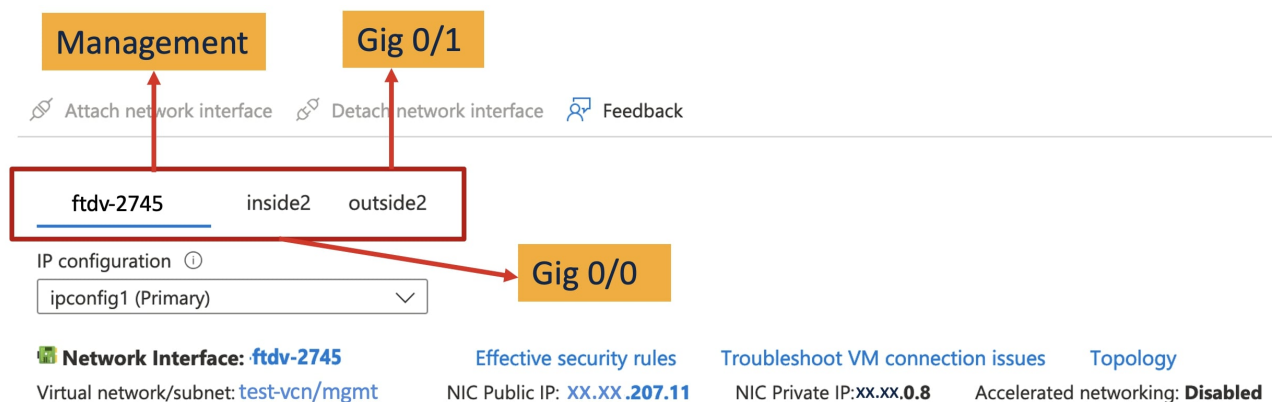 Management
Gig 0/1
Attach network interface Detach network interface Feedback
ftdv-2745 inside2 outside2
IP configuration
Gig 0/0
ipconfig1 (Primary)
Network Interface: ftdv-2745 Effective security rules Troubleshoot VM connection issues Topology
Virtual network/subnet: test-vcn/mgmt NIC Public IP: XX.XX.207.11 NIC Private IP:XX.XX.0.8 Accelerated networking: Disabled